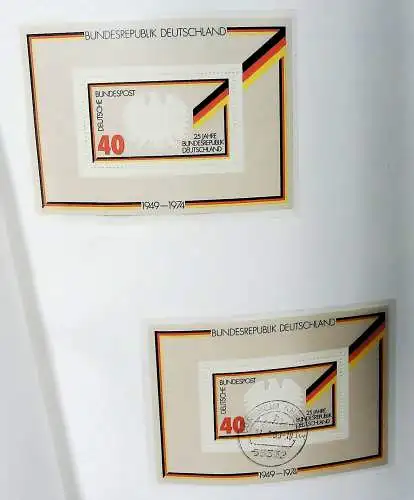 BUNDESREPUBLIK DEUTSCHLAND
DEUTSCHE BUNDESPOST
40
25 JAHRE
BUNDESREPUBLIK
DEUTSCHLAND
1949–1974
BUNDESREPUBLIK DEUTSCHLAND
DEUTSCHE BUNDESPOST
40
25 JAHRE
BUNDESREPUBLIK
DEUTSCHLAND
1949–1974